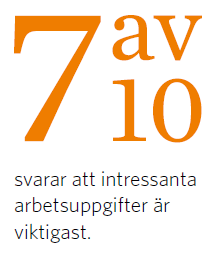 7 av
10
svarar att intressanta
arbetsuppgifter är
viktigast.